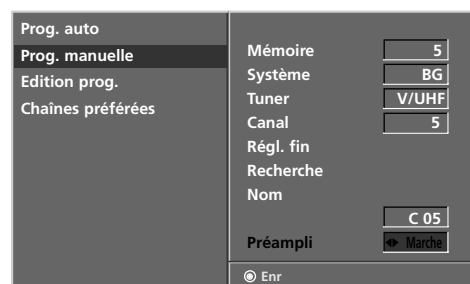 Prog. auto
Prog. manuelle
Edition prog.
Chaînes préférées
Mémoire 5
Système BG
Tuner V/UHF
Canal 5
Régl. fin
Recherche
Nom
C 05
Préampli Marche
Enr